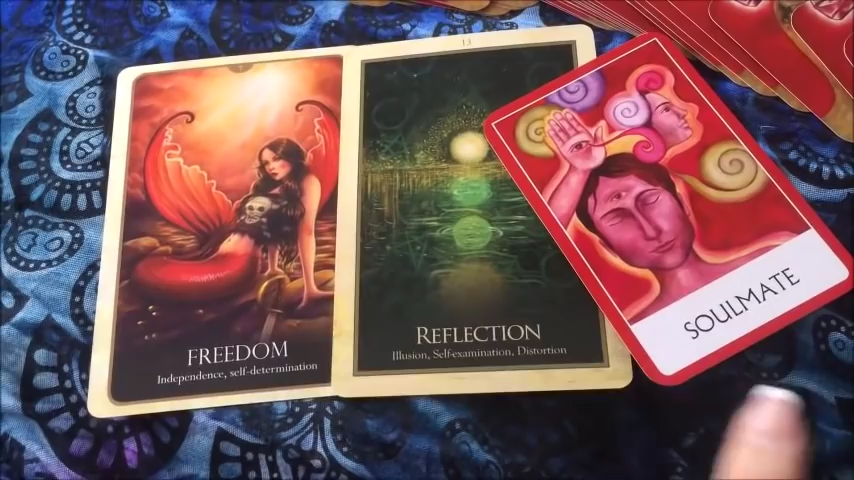 FREEDOM
Independence, self-determination
REFLECTION
Illusion, Self-examination, Distortion
SOULMATE